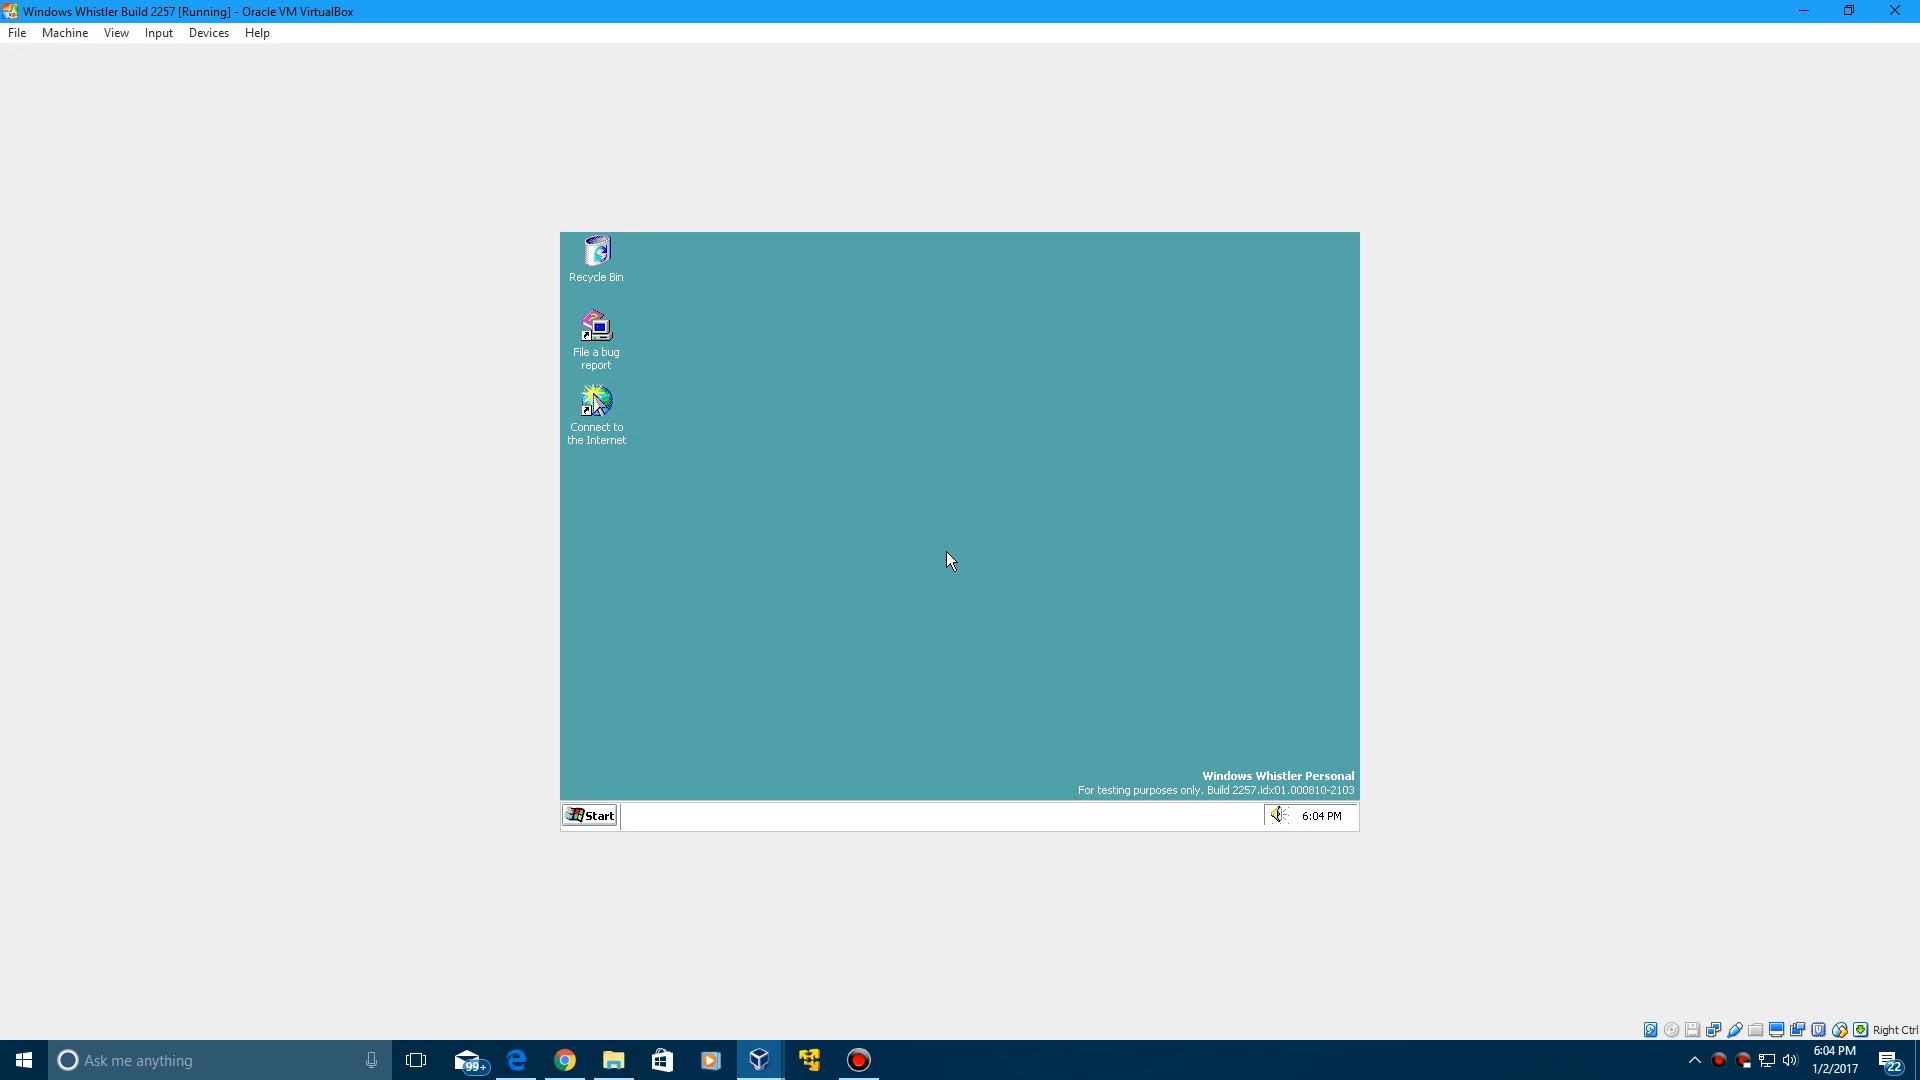 Windows Whistler Build 2257 [Running] - Oracle VM VirtualBox
File Machine View Input Devices Help
Recycle Bin
File a bug
report
Connect to
the Internet
Windows Whistler Personal
For testing purposes only. Build 2257.idx01.000810-2103
Start
6:04 PM
Right Ctrl
Ask me anything
99+
6:04 PM
1/2/2017
22